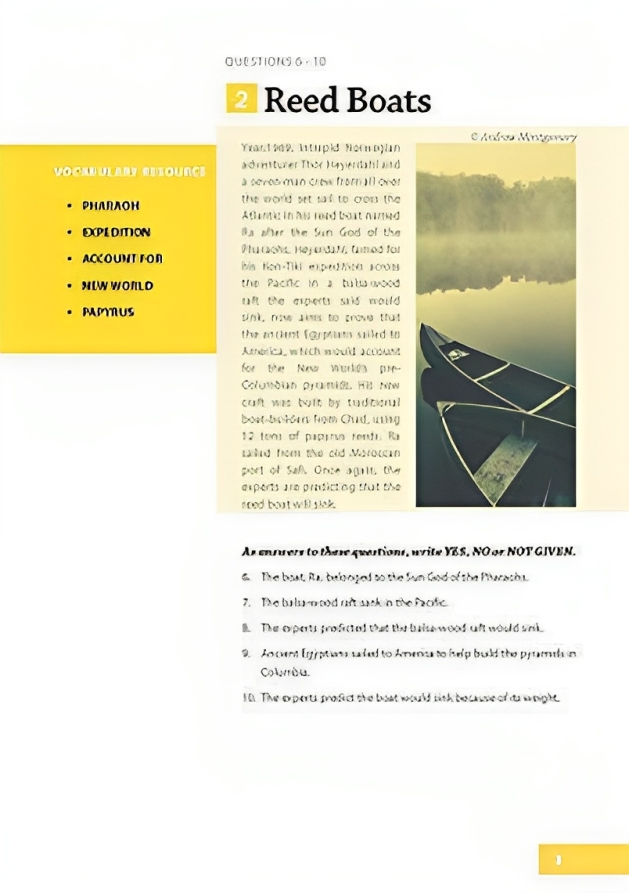 QUESTIONS 6 - 10
2 Reed Boats
© Andrew Montgomery
VOCABULARY RESOURCE
• PHARAOH
• EXPEDITION
• ACCOUNT FOR
• NEW WORLD
• PAPYRUS
Year:1969. Intrepid Norwegian
adventurer Thor Heyerdahl and
a seven-man crew from all over
the world set sail to cross the
Atlantic in his reed boat named
Ra after the Sun God of the
Pharaohs. Heyerdahl, famed for
his Kon-Tiki expedition across
the Pacific in a balsa-wood
raft the experts said would
sink, now aims to prove that
the ancient Egyptians sailed to
America, which would account
for the New World's pre-
Columbian pyramids. His new
craft was built by traditional
boat-builders from Chad, using
12 tons of papyrus reeds. Ra
sailed from the old Moroccan
port of Safi. Once again, the
experts are predicting that the
reed boat will sink.
As answers to these questions, write YES, NO or NOT GIVEN.
6. The boat, Ra, belonged to the Sun God of the Pharaohs.
7. The balsa-wood raft sank in the Pacific.
8. The experts predicted that the balsa-wood raft would sink.
9. Ancient Egyptians sailed to America to help build the pyramids in
Columbia.
10. The experts predict the boat would sink because of its weight.